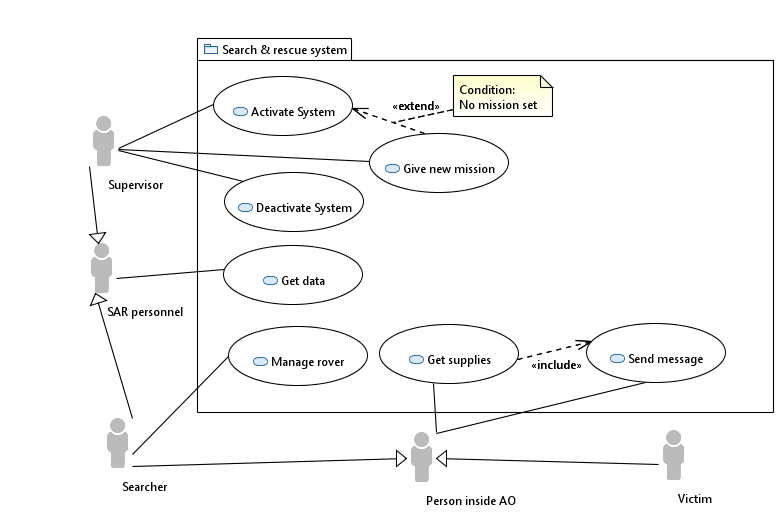 Search & rescue system
Condition:
No mission set
«extend»
Activate System
Give new mission
Supervisor
Deactivate System
Get data
SAR personnel
Manage rover
Get supplies
«include»
Send message
Searcher
Person inside AO
Victim